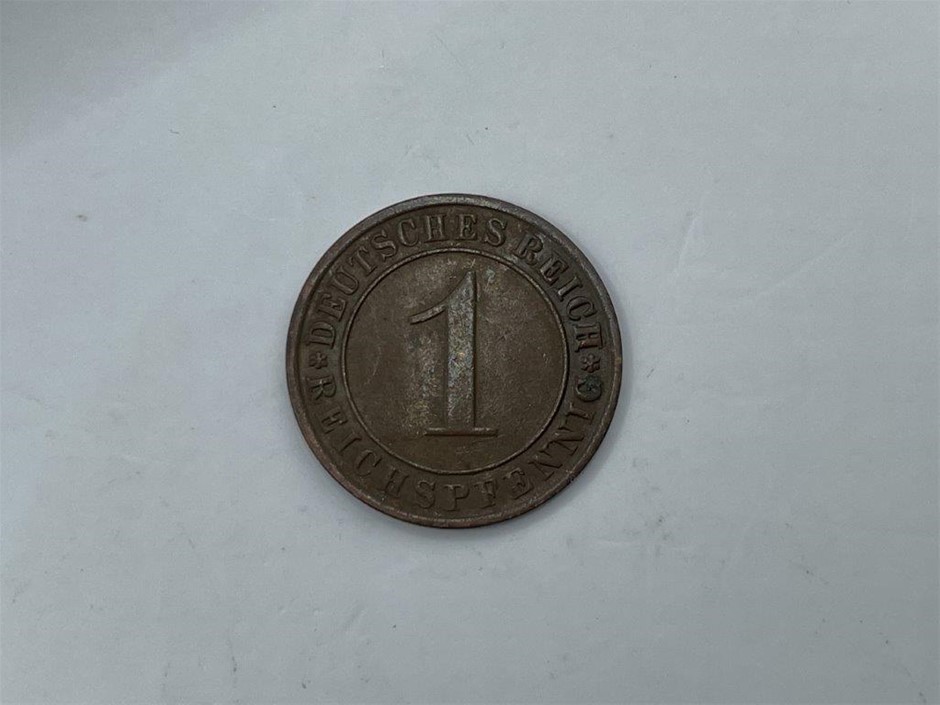 DEUTSCHES REICH
1
REICHSPFENNIG